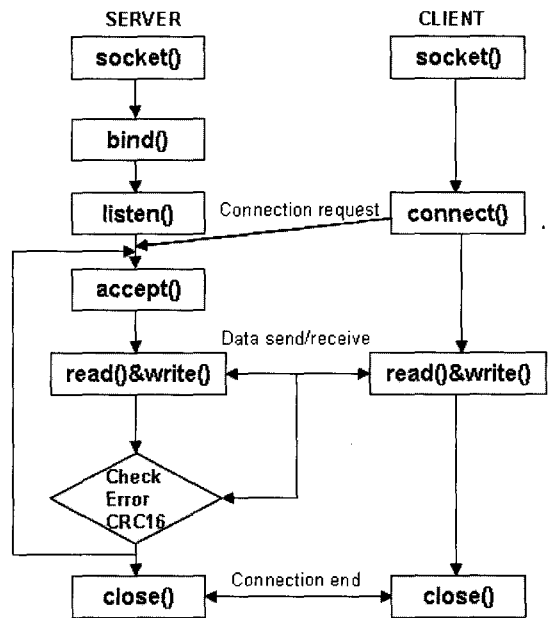 SERVER
CLIENT
socket()
socket()
bind()
listen()
Connection request
connect()
accept()
Data send/receive
read()&write()
read()&write()
Check
Error
CRC16
Connection end
close()
close()